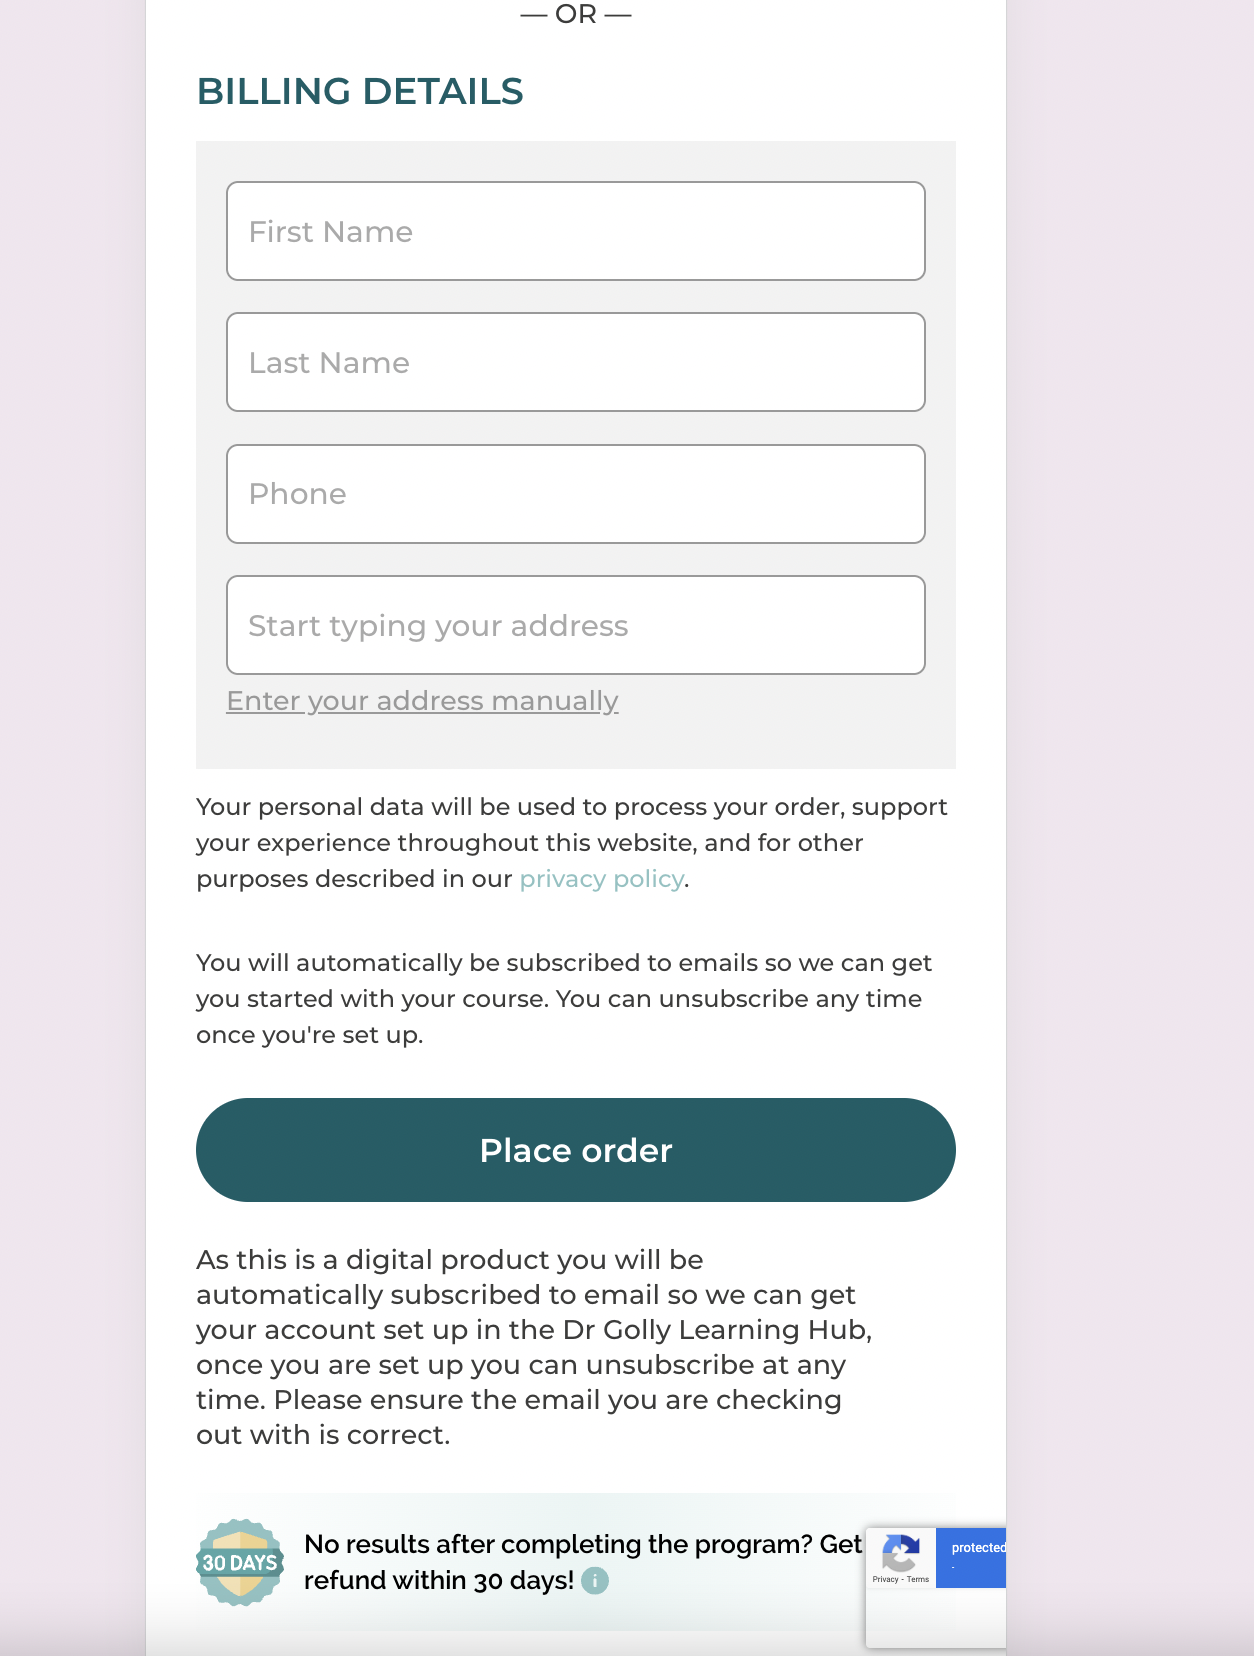 — OR —
BILLING DETAILS
First Name
Last Name
Phone
Start typing your address
Enter your address manually
Your personal data will be used to process your order, support
your experience throughout this website, and for other
purposes described in our privacy policy.
You will automatically be subscribed to emails so we can get
you started with your course. You can unsubscribe any time
once you're set up.
Place order
As this is a digital product you will be
automatically subscribed to email so we can get
your account set up in the Dr Golly Learning Hub,
once you are set up you can unsubscribe at any
time. Please ensure the email you are checking
out with is correct.
30 DAYS
No results after completing the program? Get
refund within 30 days! i
protected
Privacy - Terms
-